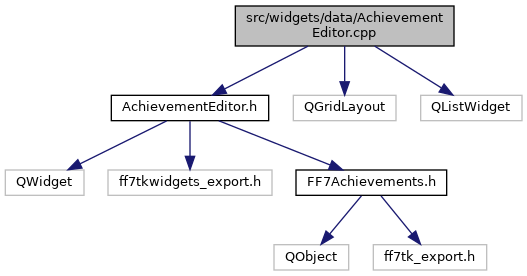 src/widgets/data/Achievement
Editor.cpp
AchievementEditor.h
QGridLayout
QListWidget
QWidget
ff7tkwidgets_export.h
FF7Achievements.h
QObject
ff7tk_export.h